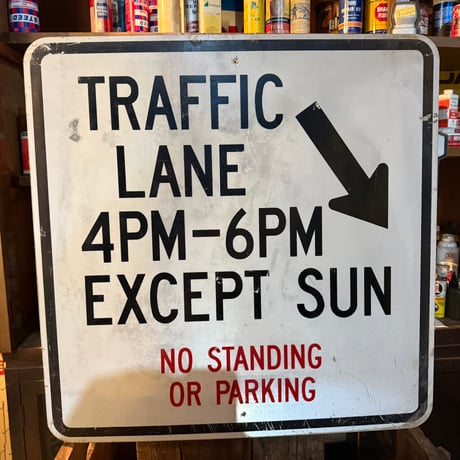 TRAFFIC
LANE
4PM-6PM
EXCEPT SUN
NO STANDING
OR PARKING